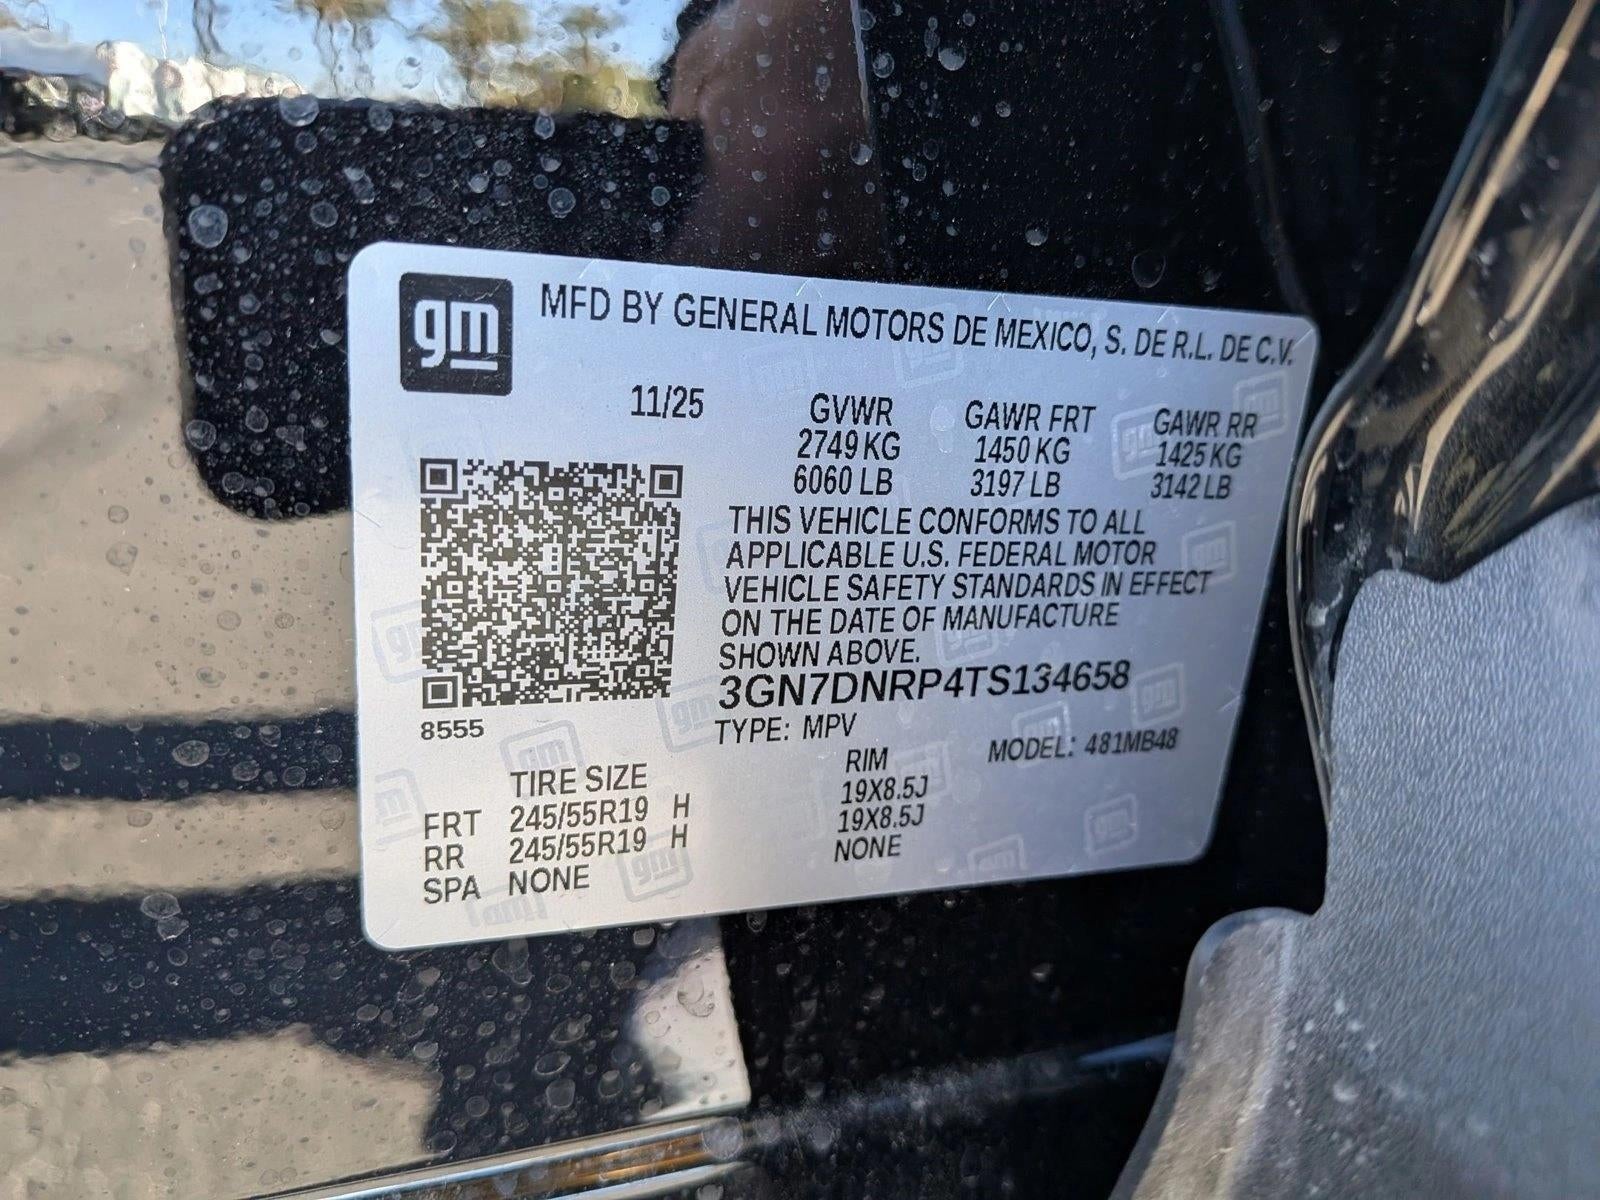 gm
MFD BY GENERAL MOTORS DE MEXICO, S. DE R.L. DE C.V.
11/25 GVWR GAWR FRT GAWR RR
2749 KG 1450 KG 1425 KG
6060 LB 3197 LB 3142 LB
THIS VEHICLE CONFORMS TO ALL
APPLICABLE U.S. FEDERAL MOTOR
VEHICLE SAFETY STANDARDS IN EFFECT
ON THE DATE OF MANUFACTURE
SHOWN ABOVE.
3GN7DNRP4TS134658
8555
TYPE: MPV MODEL: 481MB48
TIRE SIZE RIM
FRT 245/55R19 H 19X8.5J
RR 245/55R19 H 19X8.5J
SPA NONE NONE